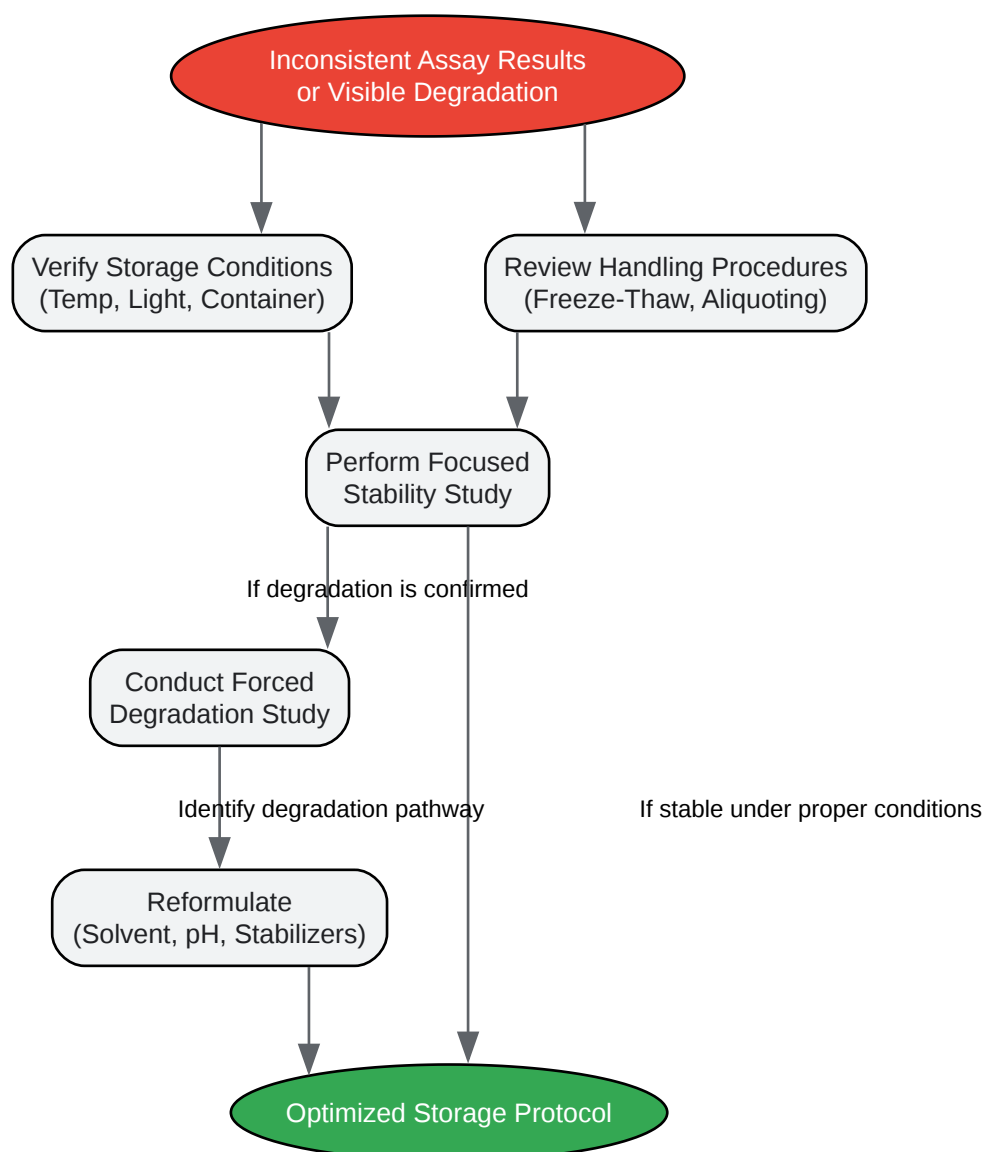 Inconsistent Assay Results
or Visible Degradation
Verify Storage Conditions
(Temp, Light, Container)
Review Handling Procedures
(Freeze-Thaw, Aliquoting)
Perform Focused
Stability Study
If degradation is confirmed
Conduct Forced
Degradation Study
Identify degradation pathway
If stable under proper conditions
Reformulate
(Solvent, pH, Stabilizers)
Optimized Storage Protocol